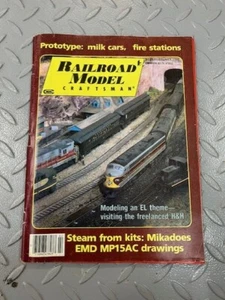 Prototype: milk cars. fire stations
RAILROAD
MODEL
CRAFTSMAN
Modeling an EL theme—
visiting the freelanced H&H
Steam from kits: Mikadoes
EMD MP15AC drawings